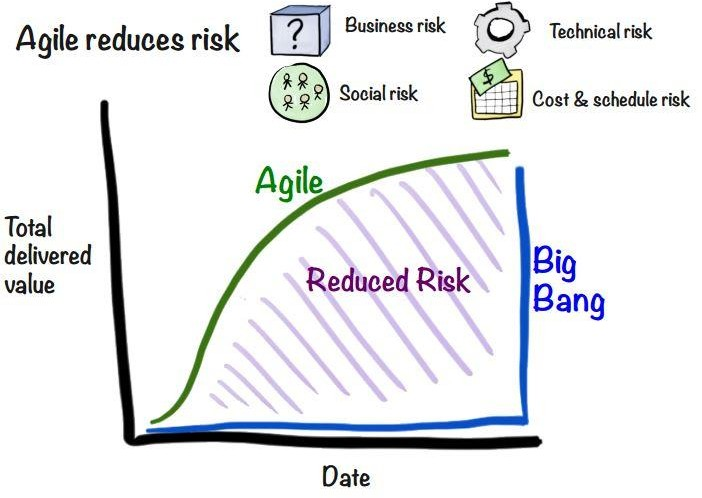 Agile reduces risk
?
Business risk
Technical risk
Social risk
$
Cost & schedule risk
Agile
Total
delivered
value
Reduced Risk
Big
Bang
Date